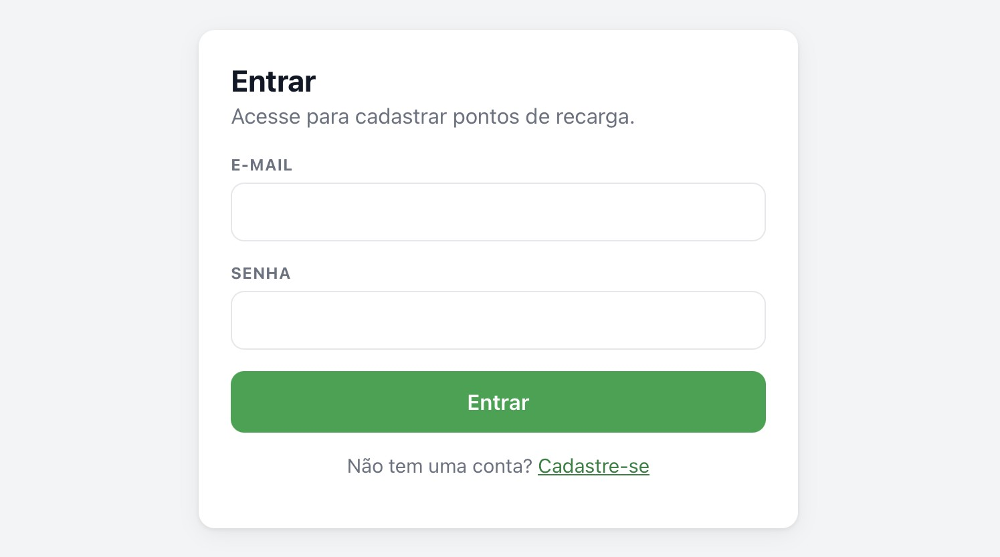 Entrar
Acesse para cadastrar pontos de recarga.
E-MAIL
SENHA
Entrar
Não tem uma conta? Cadastre-se